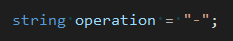 string operation = "-";